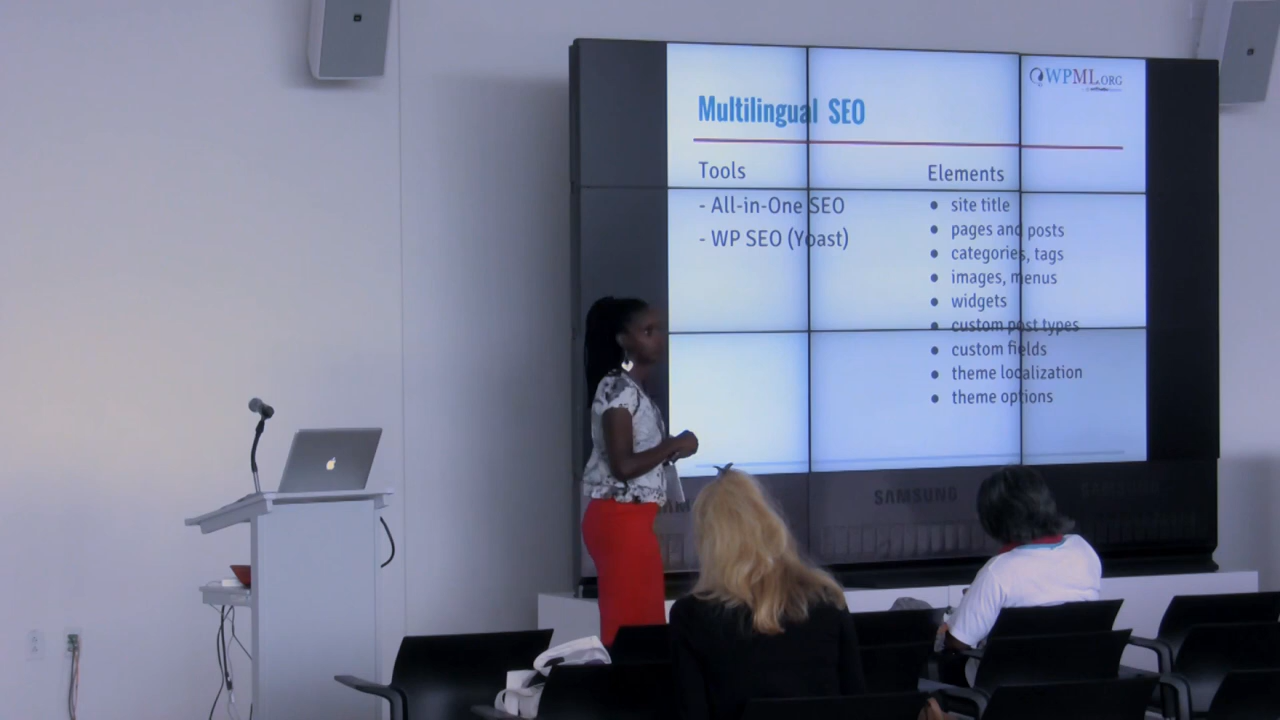 WPML.ORG
Multilingual SEO
Tools
- All-in-One SEO
- WP SEO (Yoast)
Elements
● site title
● pages and posts
● categories, tags
● images, menus
● widgets
● custom post types
● custom fields
● theme localization
● theme options
SAMSUNG